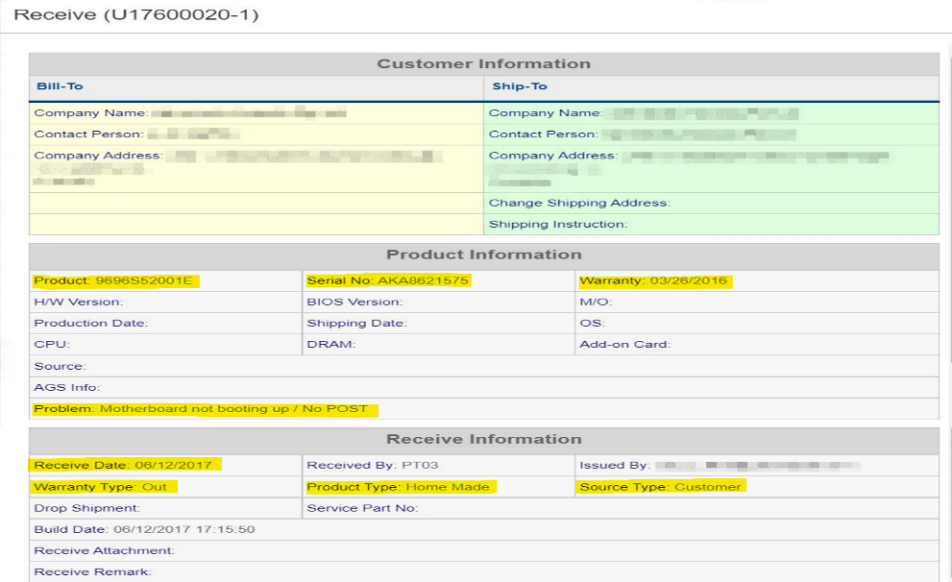 Receive (U17600020-1)
Customer Information
Bill-To Ship-To
Company Name: Company Name:
Contact Person: Contact Person:
Company Address: Company Address:
Change Shipping Address:
Shipping Instruction:
Product Information
Product: 9696S52001E Serial No: AKA8621575 Warranty: 03/26/2016
H/W Version: BIOS Version: M/O:
Production Date: Shipping Date: OS:
CPU: DRAM: Add-on Card:
Source:
AGS Info:
Problem: Motherboard not booting up / No POST
Receive Information
Receive Date: 06/12/2017 Received By: PT03 Issued By:
Warranty Type: Out Product Type: Home Made Source Type: Customer
Drop Shipment: Service Part No:
Build Date: 06/12/2017 17:15:50
Receive Attachment:
Receive Remark: